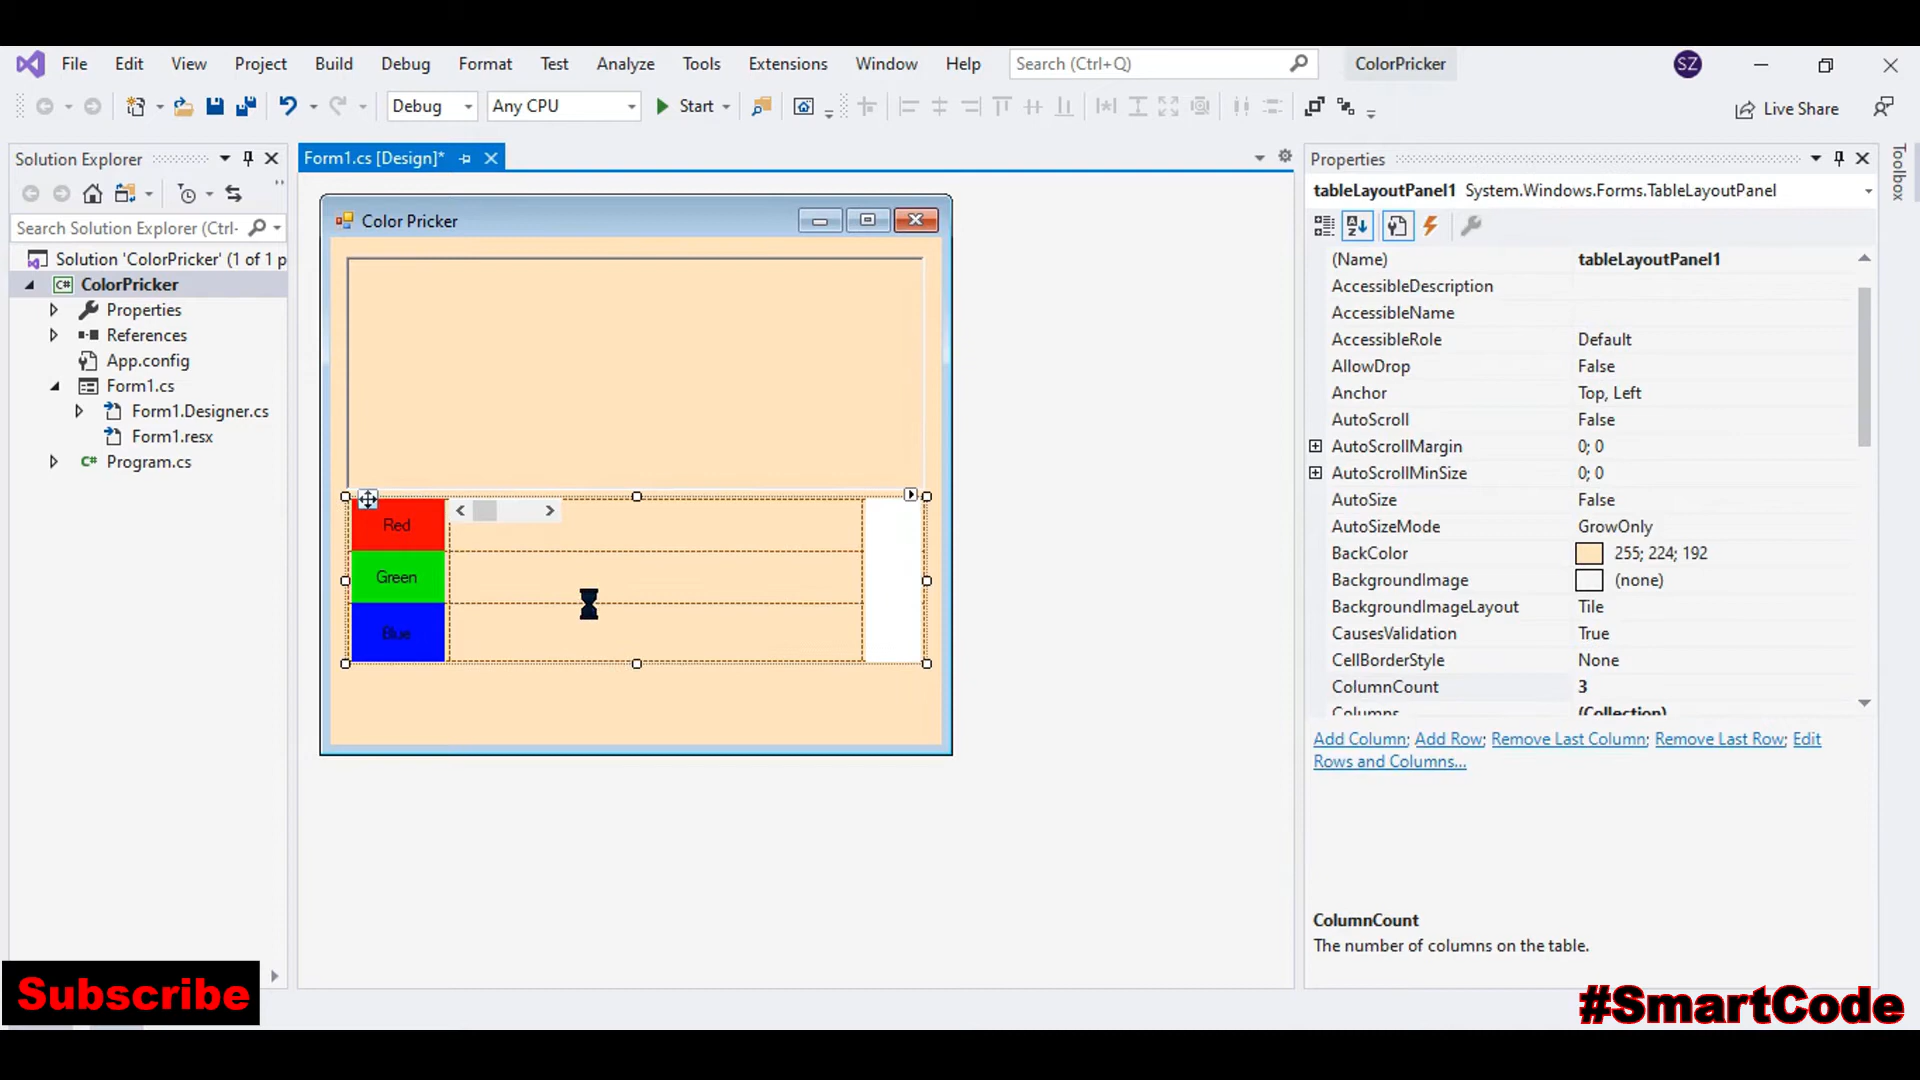 File Edit View Project Build Debug Format Test Analyze Tools Extensions Window Help Search (Ctrl+Q) ColorPricker SZ
Debug Any CPU Start Live Share
Solution Explorer
Search Solution Explorer (Ctrl-
Solution 'ColorPricker' (1 of 1 p
ColorPricker
Properties
References
App.config
Form1.cs
Form1.Designer.cs
Form1.resx
Program.cs
Form1.cs [Design]*
Color Pricker
Red
Green
Blue
Properties
tableLayoutPanel1 System.Windows.Forms.TableLayoutPanel
(Name) tableLayoutPanel1
AccessibleDescription
AccessibleName
AccessibleRole Default
AllowDrop False
Anchor Top, Left
AutoScroll False
AutoScrollMargin 0; 0
AutoScrollMinSize 0; 0
AutoSize False
AutoSizeMode GrowOnly
BackColor 255; 224; 192
BackgroundImage (none)
BackgroundImageLayout Tile
CausesValidation True
CellBorderStyle None
ColumnCount 3
Columns (Collection)
Add Column; Add Row; Remove Last Column; Remove Last Row; Edit
Rows and Columns...
ColumnCount
The number of columns on the table.
Toolbox
Subscribe
#SmartCode